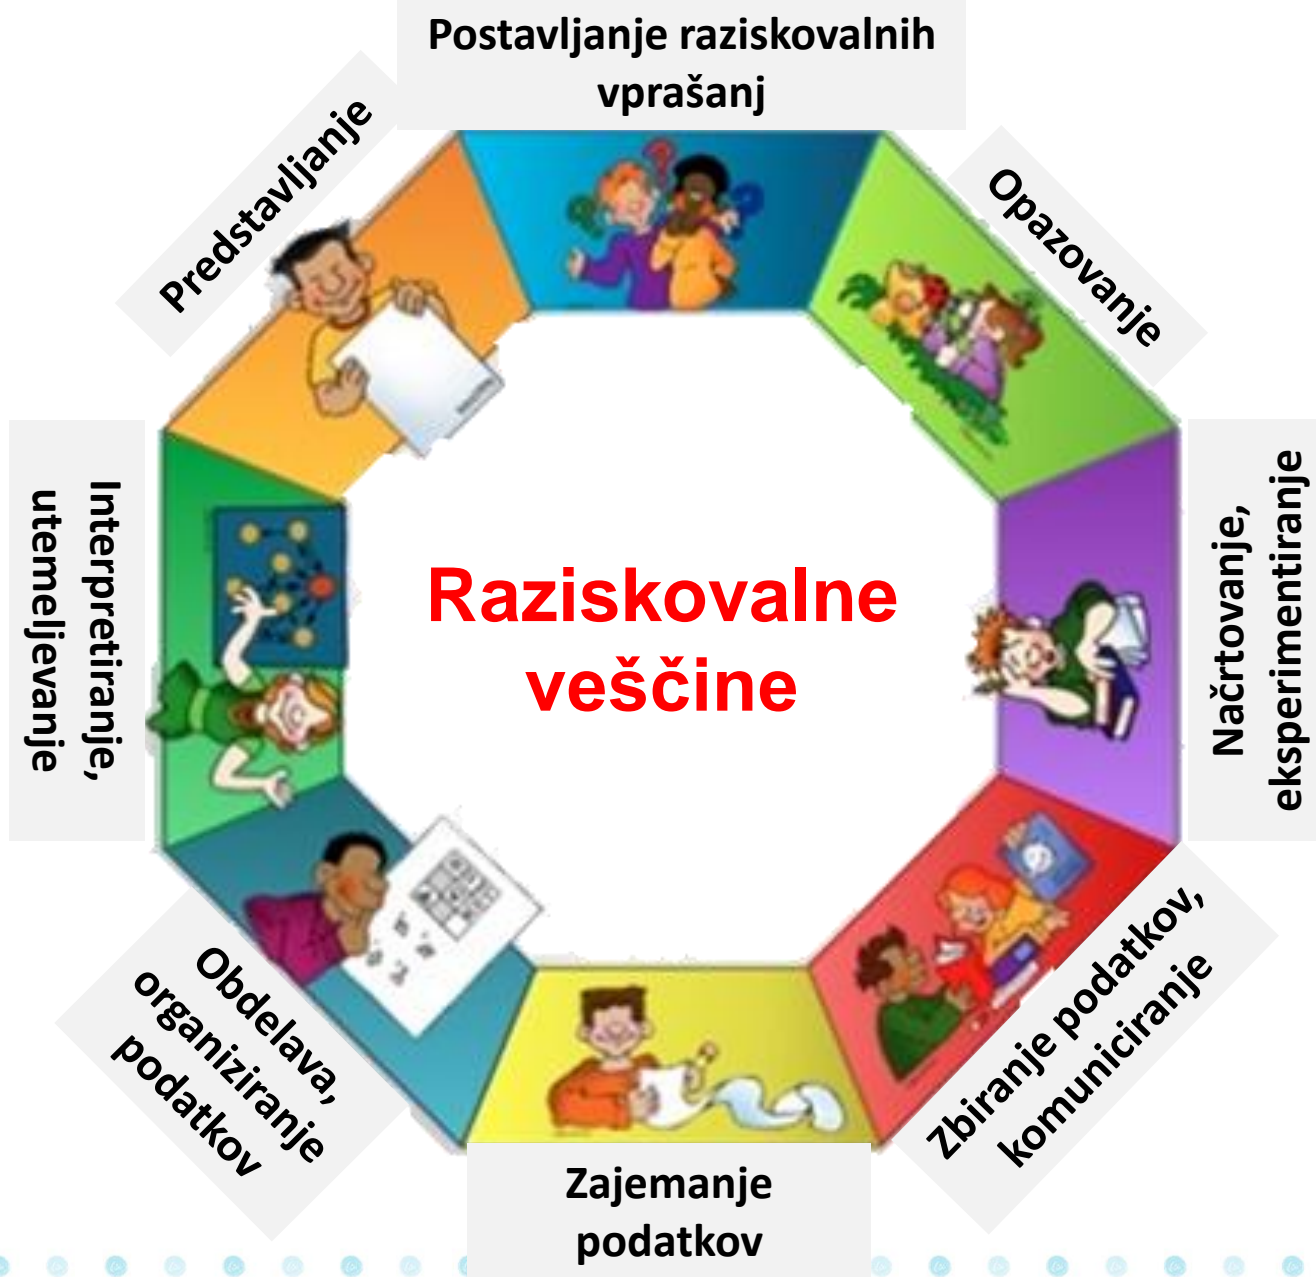 Postavljanje raziskovalnih
vprašanj
Opazovanje
Načrtovanje,
eksperimentiranje
Zbiranje podatkov,
komuniciranje
Zajemanje
podatkov
Obdelava,
organiziranje
podatkov
Interpretiranje,
utemeljevanje
Predstavljanje
Raziskovalne
veščine